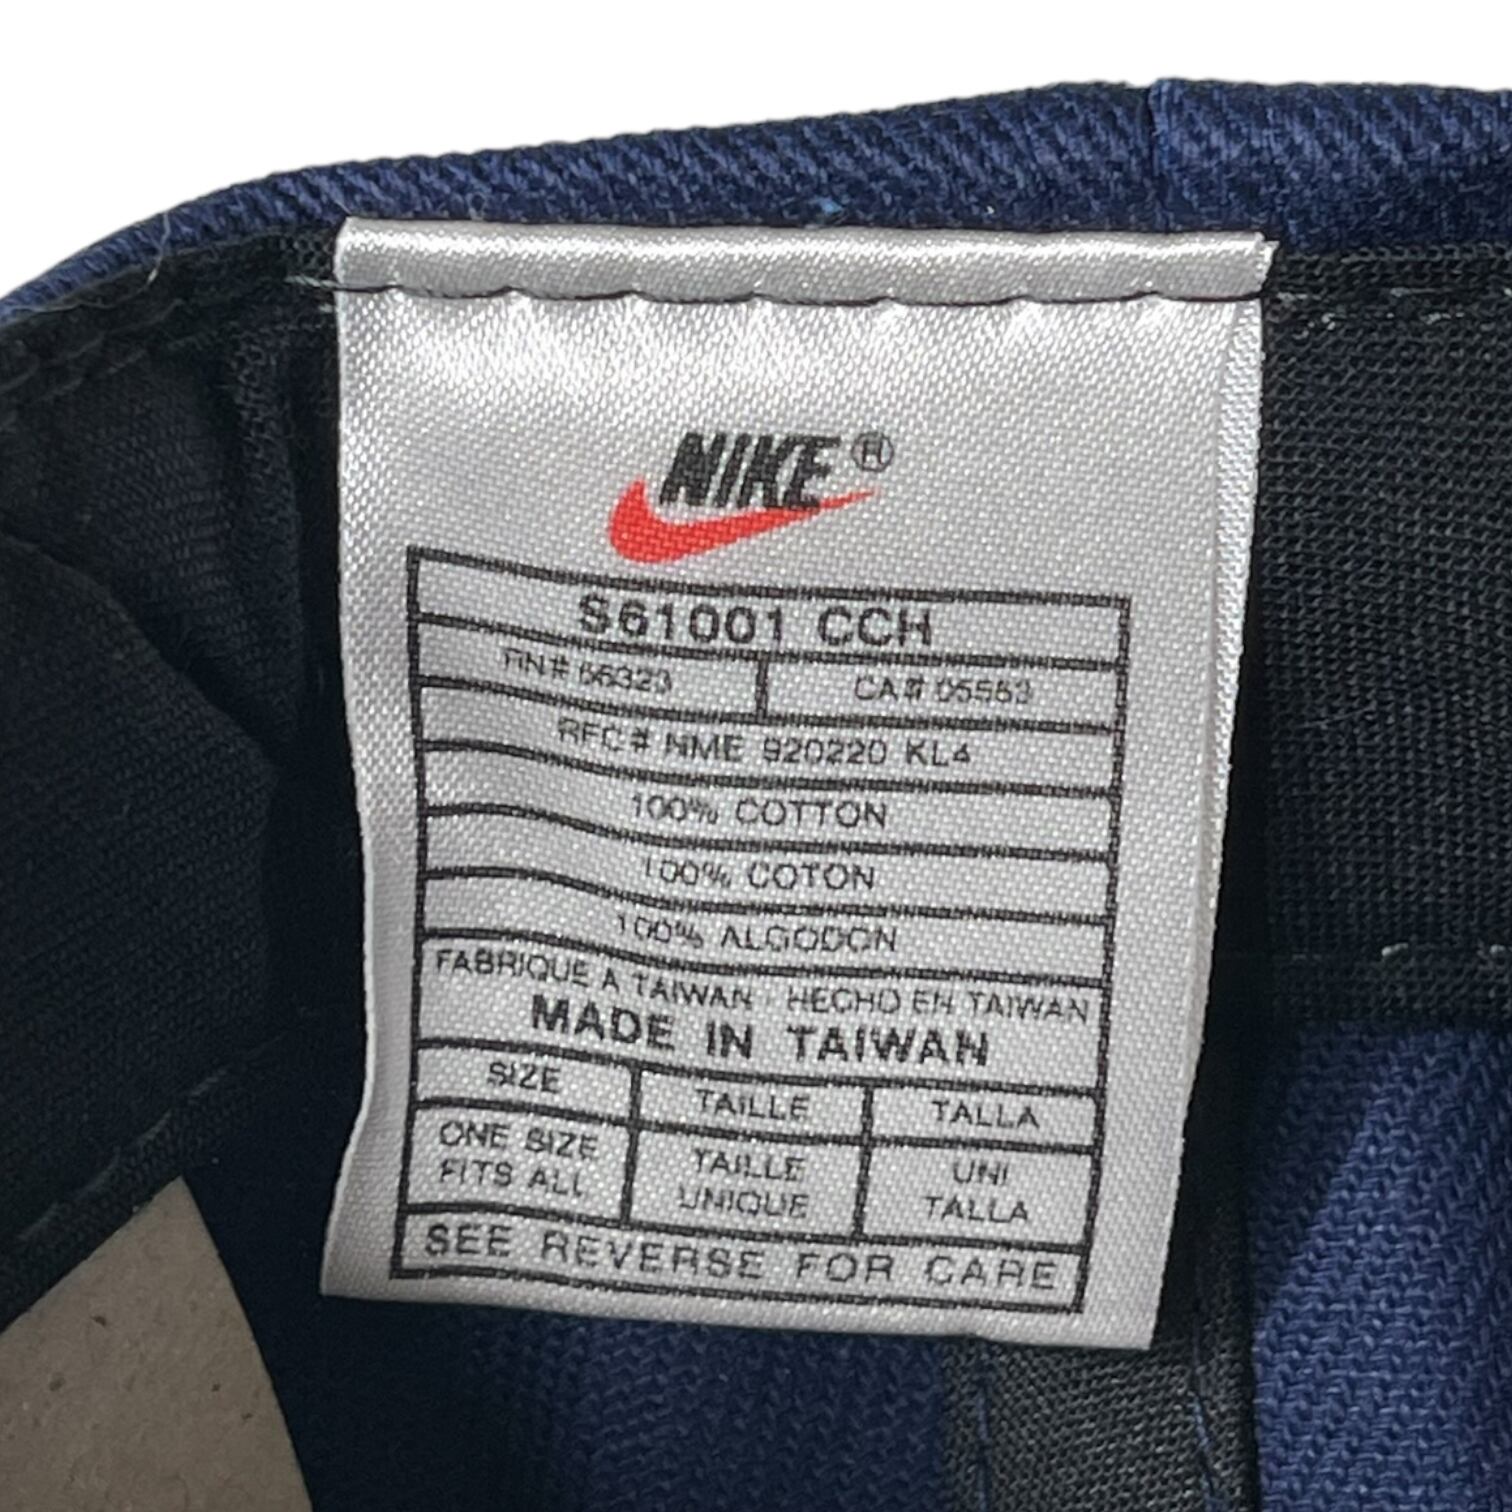 NIKE®
S61001 CCH
RN# 56323 CA# 05553
RFC# NME 920220 KL4
100% COTTON
100% COTON
100% ALGODON
FABRIQUE A TAIWAN · HECHO EN TAIWAN
MADE IN TAIWAN
SIZE TAILLE TALLA
ONE SIZE FITS ALL TAILLE UNIQUE UNI TALLA
SEE REVERSE FOR CARE